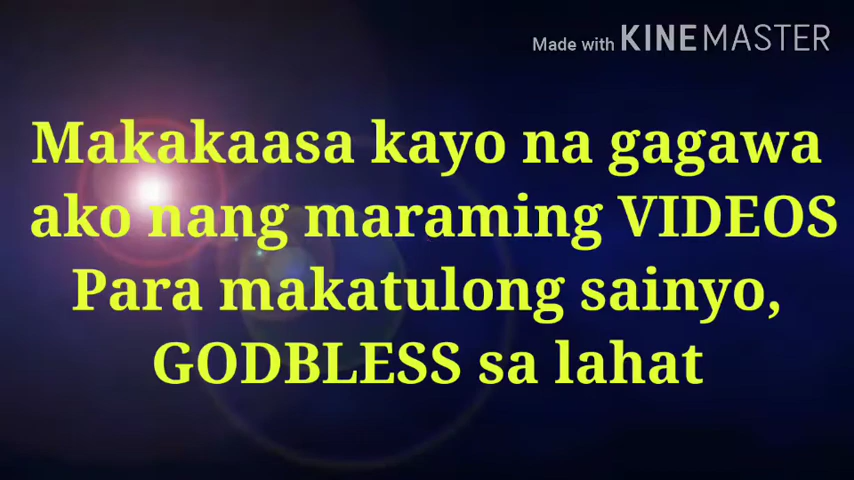 Made with KINEMASTER
Makakaasa kayo na gagawa
ako nang maraming VIDEOS
Para makatulong sainyo,
GODBLESS sa lahat